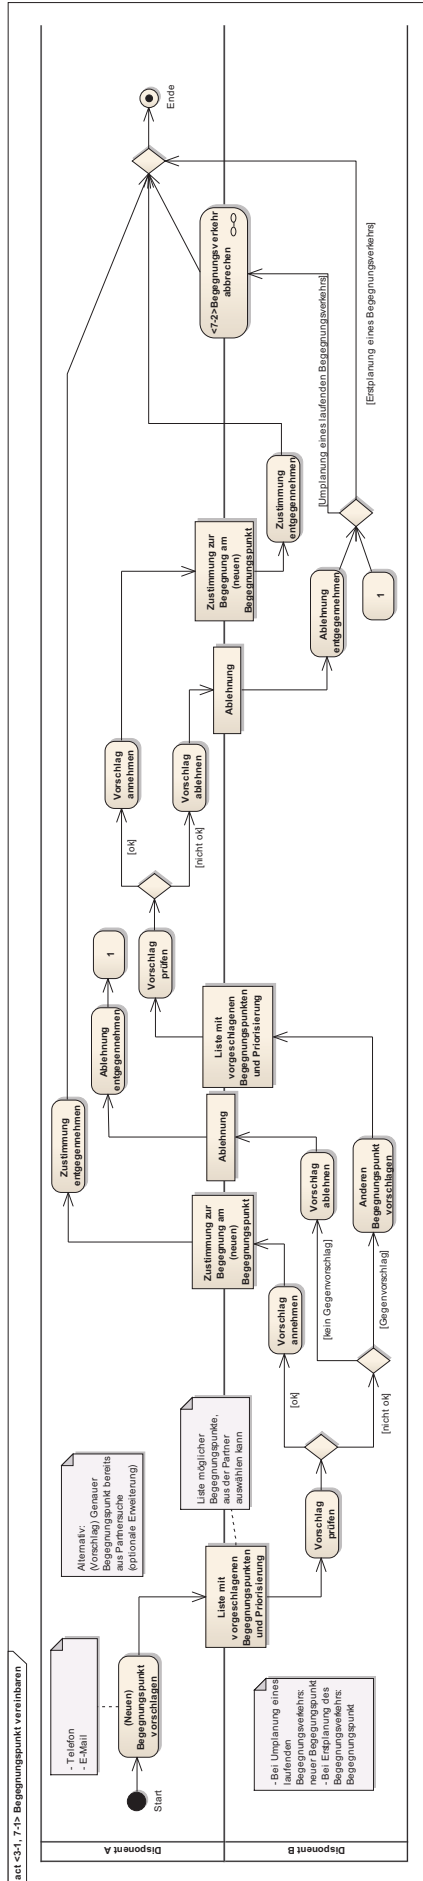 act <3-1, 7-1> Begegnungspunkt vereinbaren
Disponent A
Disponent B
Start
- Telefon
- E-Mail
(Neuen)
Begegnungspunkt
vorschlagen
- Bei Umplanung eines
laufenden
Begegnungsverkehrs:
neuer Begegungspunkt
- Bei Erstplanung des
Begegnungsverkehrs:
Begegnungspunkt
Alternativ:
(Vorschlag) Genauer
Begegnungspunkt bereits
aus Partnersuche
(optionale Erweiterung)
Liste mit
vorgeschlagenen
Begegnungspunkten
und Priorisierung
Liste möglicher
Begegnungspunkte,
aus der Partner
auswählen kann
Vorschlag
prüfen
[ok]
[nicht ok]
Vorschlag
annehmen
[kein Gegenvorschlag]
[Gegenvorschlag]
Zustimmung zur
Begegnung am
(neuen)
Begegnungspunkt
Zustimmung
entgegennehmen
Vorschlag
ablehnen
Anderen
Begegnungspunkt
vorschlagen
Ablehnung
Ablehnung
entgegennehmen
1
Liste mit
vorgeschlagenen
Begegnungspunkten
und Priorisierung
Vorschlag
prüfen
[ok]
[nicht ok]
Vorschlag
annehmen
Vorschlag
ablehnen
Ablehnung
Zustimmung zur
Begegnung am
(neuen)
Begegnungspunkt
Ablehnung
entgegennehmen
1
Zustimmung
entgegennehmen
[Umplanung eines laufenden Begegnungsverkehrs]
[Erstplanung eines Begegnungsverkehrs]
<7-2>Begegnungsverkehr
abbrechen
Ende